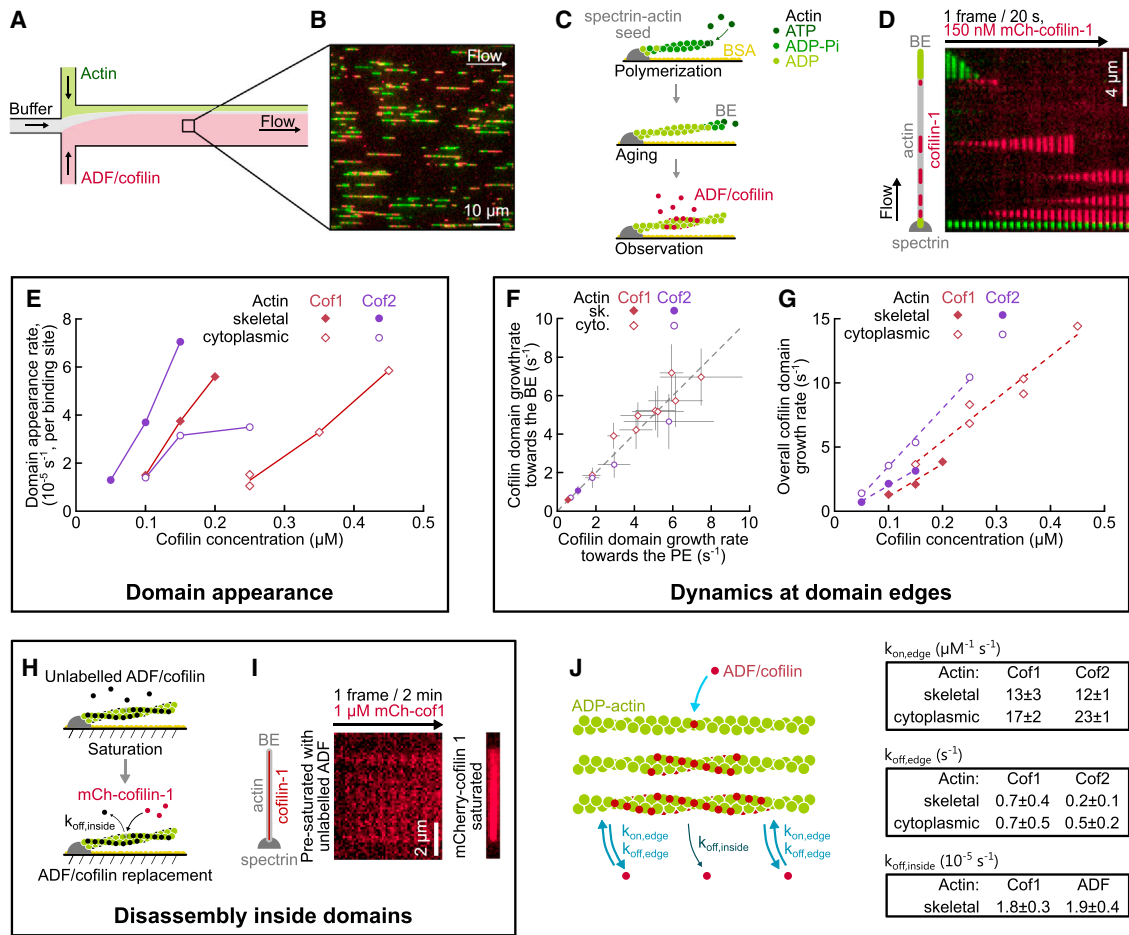 A
Actin
Buffer
Flow
ADF/cofilin
B
Flow
10 µm
C
spectrin-actin
seed
Actin
ATP
ADP-Pi
ADP
BSA
Polymerization
BE
Aging
ADF/cofilin
Observation
D
1 frame / 20 s,
150 nM mCh-cofilin-1
BE
actin
cofilin-1
Flow
spectrin
4 µm
E
Actin Cof1 Cof2
skeletal
cytoplasmic
Domain appearance rate,
(10⁻⁵ s⁻¹, per binding site)
8
6
4
2
0
0 0.1 0.2 0.3 0.4 0.5
Cofilin concentration (µM)
Domain appearance
F
Actin Cof1 Cof2
sk.
cyto.
Cofilin domain growthrate
towards the BE (s⁻¹)
10
8
6
4
2
0
0 2 4 6 8 10
Cofilin domain growth rate
towards the PE (s⁻¹)
G
Actin Cof1 Cof2
skeletal
cytoplasmic
Overall cofilin domain
growth rate (s⁻¹)
15
10
5
0
0 0.1 0.2 0.3 0.4 0.5
Cofilin concentration (µM)
Dynamics at domain edges
H
Unlabelled ADF/cofilin
Saturation
mCh-cofilin-1
k_off,inside
ADF/cofilin replacement
I
1 frame / 2 min
1 µM mCh-cof1
BE
actin
cofilin-1
spectrin
Pre-saturated with
unlabelled ADF
2 µm
mCherry-cofilin 1
saturated
Disassembly inside domains
J
ADF/cofilin
ADP-actin
k_on,edge
k_off,edge
k_off,inside
k_on,edge
k_off,edge
k_on,edge (µM⁻¹ s⁻¹)
Actin: Cof1 Cof2
skeletal 13±3 12±1
cytoplasmic 17±2 23±1
k_off,edge (s⁻¹)
Actin: Cof1 Cof2
skeletal 0.7±0.4 0.2±0.1
cytoplasmic 0.7±0.5 0.5±0.2
k_off,inside (10⁻⁵ s⁻¹)
Actin: Cof1 ADF
skeletal 1.8±0.3 1.9±0.4